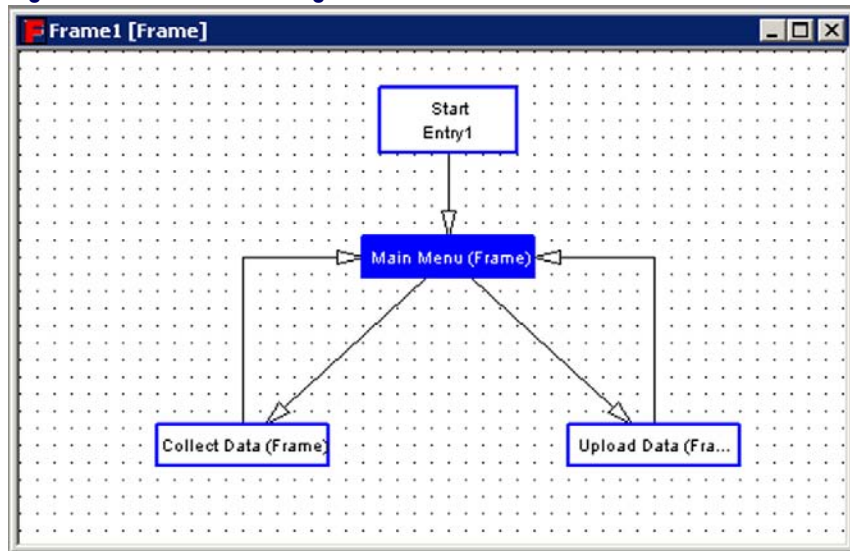 Frame1 [Frame]
Start
Entry1
Main Menu (Frame)
Collect Data (Frame)
Upload Data (Fra...